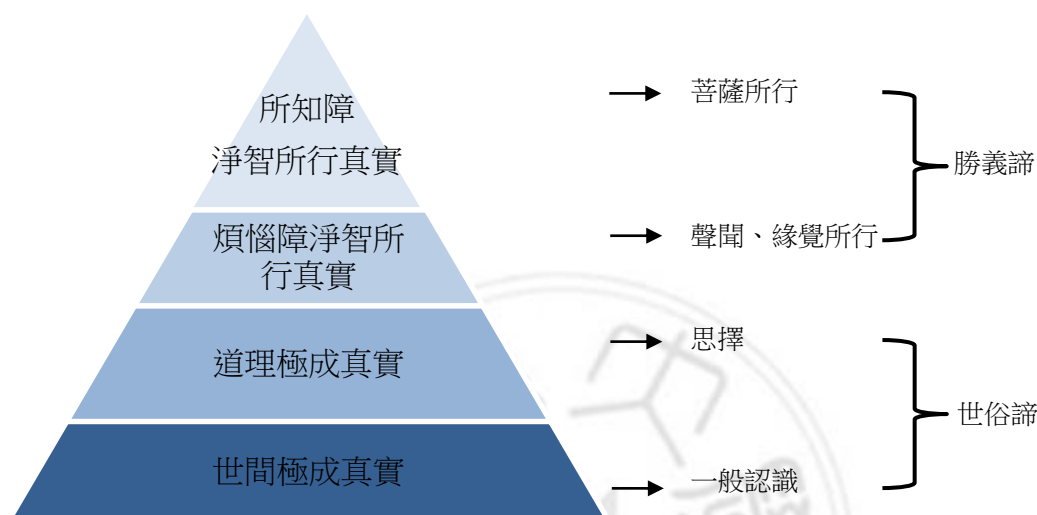 所知障
淨智所行真實
菩薩所行
勝義諦
煩惱障淨智所
行真實
聲聞、緣覺所行
道理極成真實
思擇
世俗諦
世間極成真實
一般認識